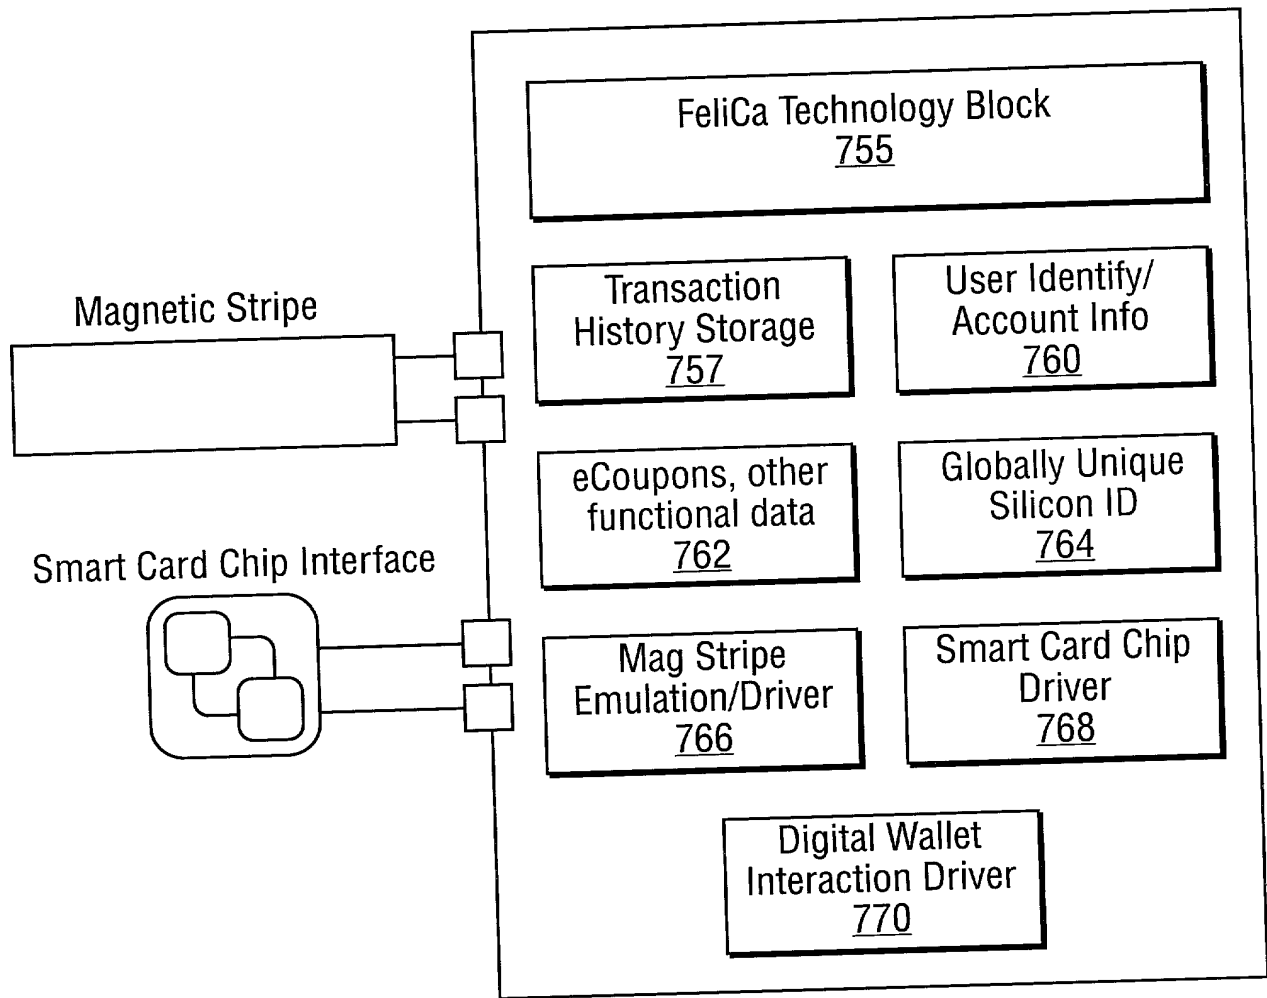 FeliCa Technology Block
755
Magnetic Stripe
Transaction
History Storage
757
User Identify/
Account Info
760
eCoupons, other
functional data
762
Globally Unique
Silicon ID
764
Smart Card Chip Interface
Mag Stripe
Emulation/Driver
766
Smart Card Chip
Driver
768
Digital Wallet
Interaction Driver
770